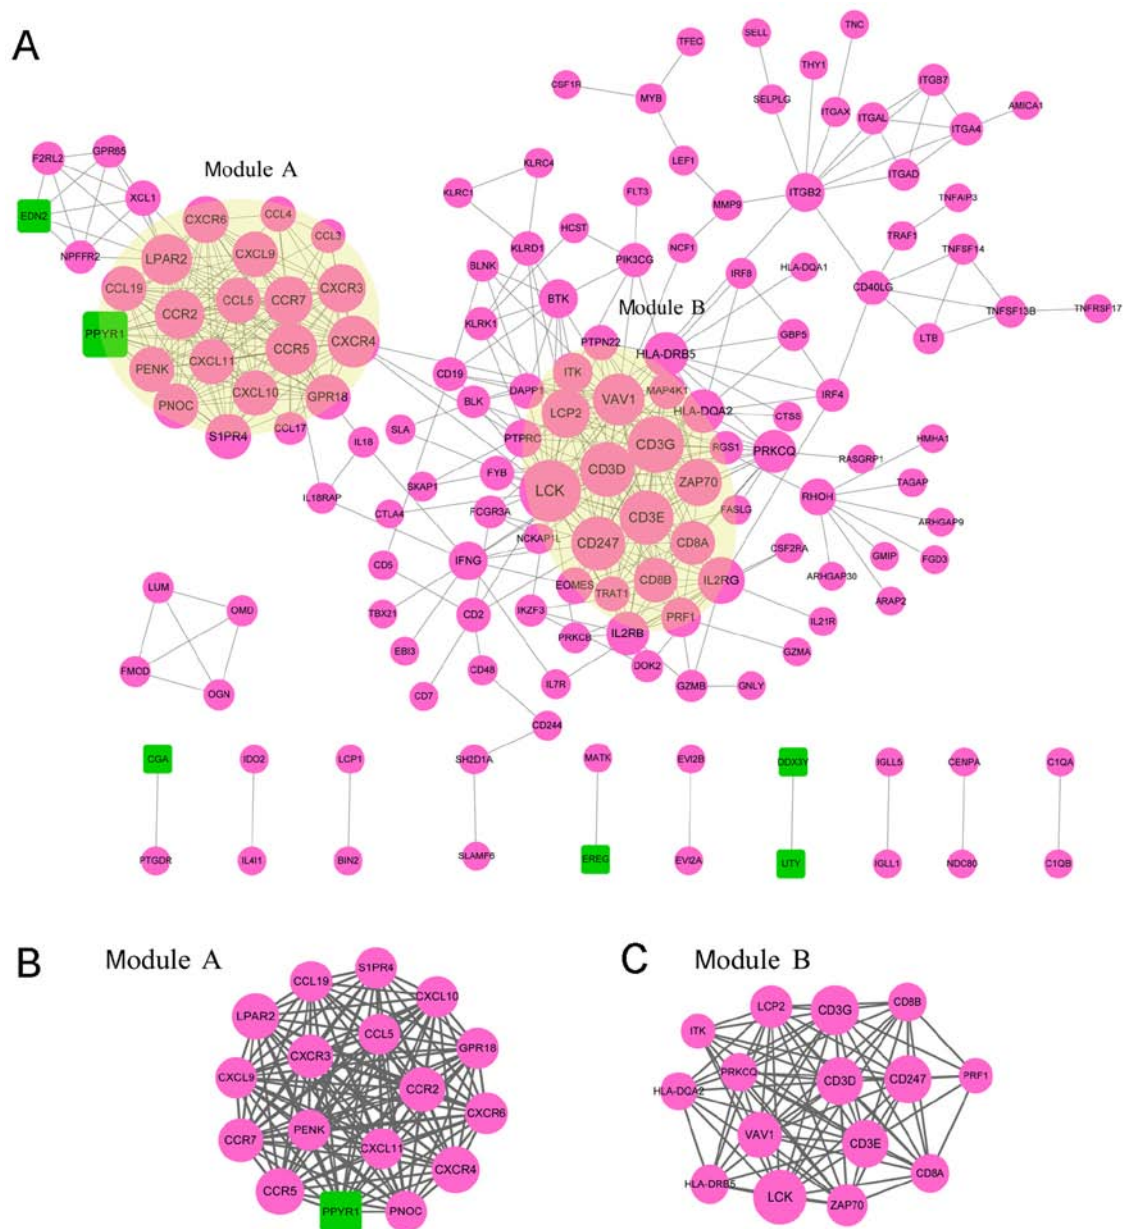 A
TNC
SELL
TFEC
THY1
ITGB7
CSF1R
MYB
SELPLG
ITGAX
ITGAL
AMICA1
ITGA4
F2RL2
GPR65
Module A
KLRC4
LEF1
ITGAD
XCL1
KLRC1
FLT3
MMP9
ITGB2
EDN2
CXCR6
CCL4
HCST
TNFAIP3
CCL3
KLRD1
NCF1
TRAF1
TNFSF14
NPFFR2
LPAR2
CXCL9
BLNK
PIK3CG
IRF8
HLA-DQA1
CCL19
CCL5
CCR7
CXCR3
BTK
Module B
CD40LG
CCR2
KLRK1
TNFSF13B
TNFRSF17
PPYR1
PTPN22
HLA-DRB5
GBP5
LTB
CXCL11
CCR5
CXCR4
PENK
CD19
ITK
DAPP1
MAP4K1
CXCL10
GPR18
BLK
VAV1
IRF4
PNOC
LCP2
HLA-DQA2
CTSS
S1PR4
CCL17
IL18
SLA
PTPRC
CD3G
RGS1
PRKCQ
HMHA1
FYB
CD3D
RASGRP1
SKAP1
ZAP70
TAGAP
IL18RAP
LCK
RHOH
CTLA4
FCGR3A
CD3E
FASLG
ARHGAP9
NCKAP1L
CD247
CD8A
CSF2RA
GMIP
FGD3
CD5
IFNG
EOMES
CD8B
IL2RG
ARHGAP30
LUM
TRAT1
ARAP2
OMD
TBX21
CD2
IKZF3
PRF1
IL21R
IL2RB
EBI3
PRKCB
GZMA
FMOD
CD48
DOK2
OGN
CD7
IL7R
GZMB
GNLY
CD244
CGA
IDO2
LCP1
SH2D1A
MATK
EVI2B
DDX3Y
IGLL5
CENPA
C1QA
PTGDR
IL4I1
BIN2
SLAMF6
EREG
EVI2A
UTY
IGLL1
NDC80
C1QB
B
Module A
S1PR4
CCL19
CXCL10
LPAR2
CCL5
GPR18
CXCR3
CXCL9
CCR2
CXCR6
PENK
CCR7
CXCL11
CXCR4
CCR5
PPYR1
PNOC
C
Module B
LCP2
CD3G
CD8B
ITK
PRKCQ
CD3D
CD247
PRF1
HLA-DQA2
VAV1
CD3E
CD8A
HLA-DRB5
LCK
ZAP70